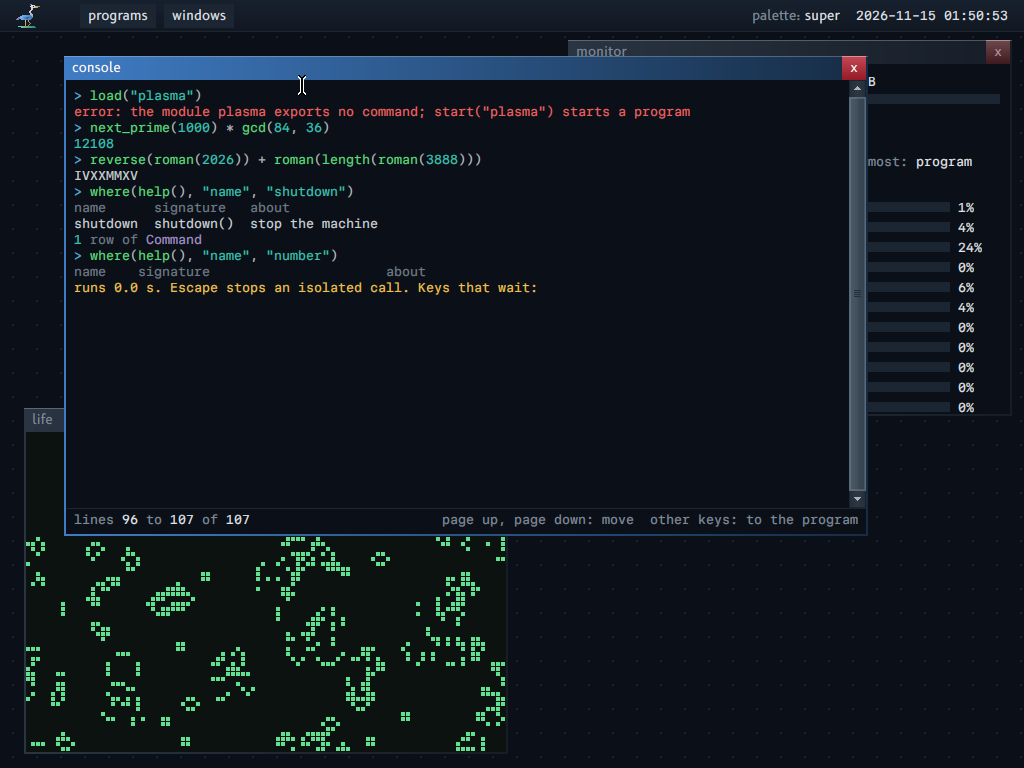 programs windows palette: super 2026-11-15 01:50:53
monitor x
console x
B
> load("plasma")
error: the module plasma exports no command; start("plasma") starts a program
> next_prime(1000) * gcd(84, 36)
12108
> reverse(roman(2026)) + roman(length(roman(3888)))
IVXXMMXV
> where(help(), "name", "shutdown")
name signature about
shutdown shutdown() stop the machine
1 row of Command
> where(help(), "name", "number")
name signature about
runs 0.0 s. Escape stops an isolated call. Keys that wait:
lines 96 to 107 of 107 page up, page down: move other keys: to the program
most: program
1%
4%
24%
0%
6%
4%
0%
0%
0%
0%
0%
life